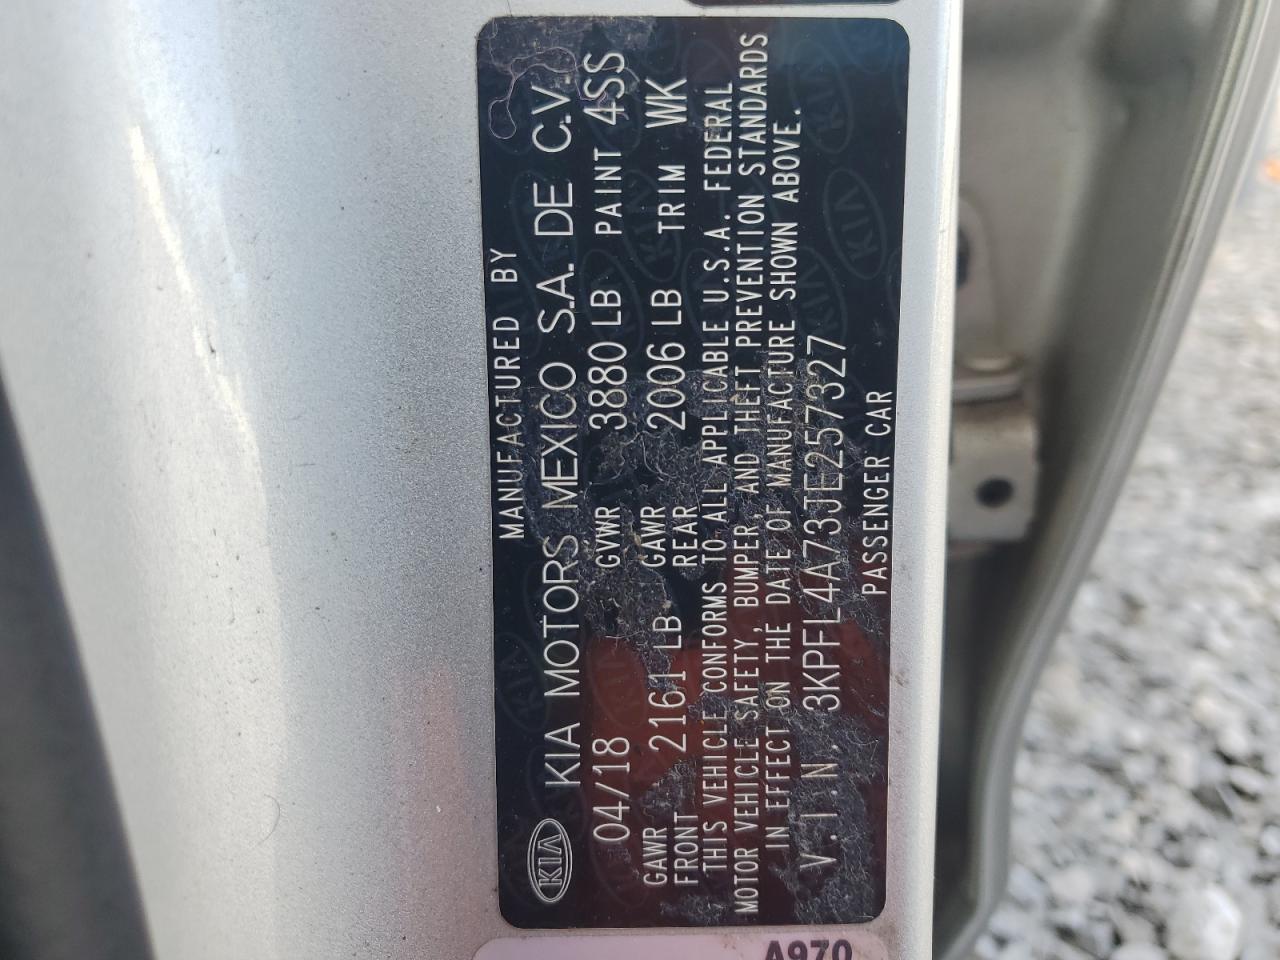 MANUFACTURED BY
KIA KIA MOTORS MEXICO S.A. DE C.V.
04/18 GVWR 3880 LB PAINT 4SS
GAWR FRONT 2161 LB GAWR REAR 2006 LB TRIM WK
THIS VEHICLE CONFORMS TO ALL APPLICABLE U.S.A. FEDERAL
MOTOR VEHICLE SAFETY, BUMPER, AND THEFT PREVENTION STANDARDS
IN EFFECT ON THE DATE OF MANUFACTURE SHOWN ABOVE.
V.I.N. 3KPFL4A73JE257327
PASSENGER CAR
A970